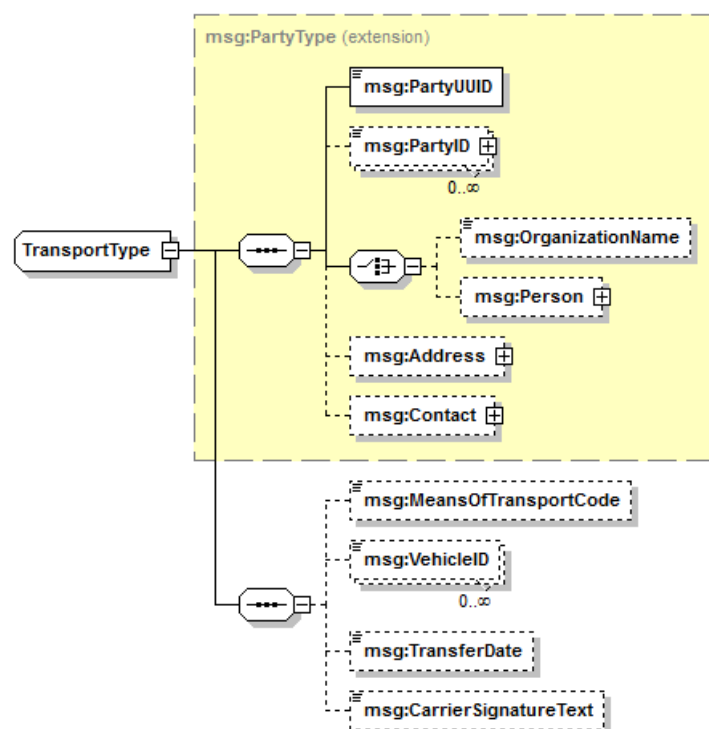 msg:PartyType (extension)
msg:PartyUUID
msg:PartyID
0..∞
TransportType
msg:OrganizationName
msg:Person
msg:Address
msg:Contact
msg:MeansOfTransportCode
msg:VehicleID
0..∞
msg:TransferDate
msg:CarrierSignatureText